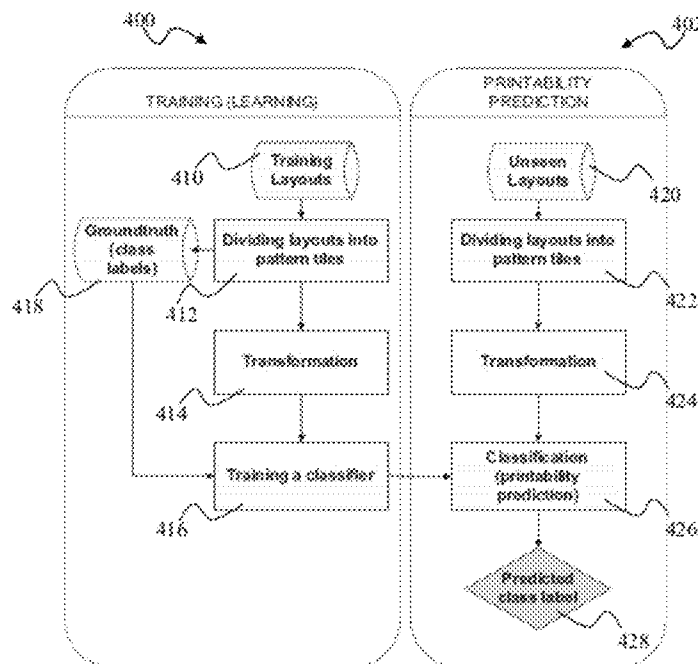 400
402
TRAINING (LEARNING)
PRINTABILITY
PREDICTION
410
Training
Layouts
Unseen
Layouts
420
Groundtruth
(class
labels)
Dividing layouts into
pattern tiles
Dividing layouts into
pattern tiles
418
412
422
Transformation
Transformation
414
424
Training a classifier
Classification
(printability
prediction)
416
426
Predicted
class label
428